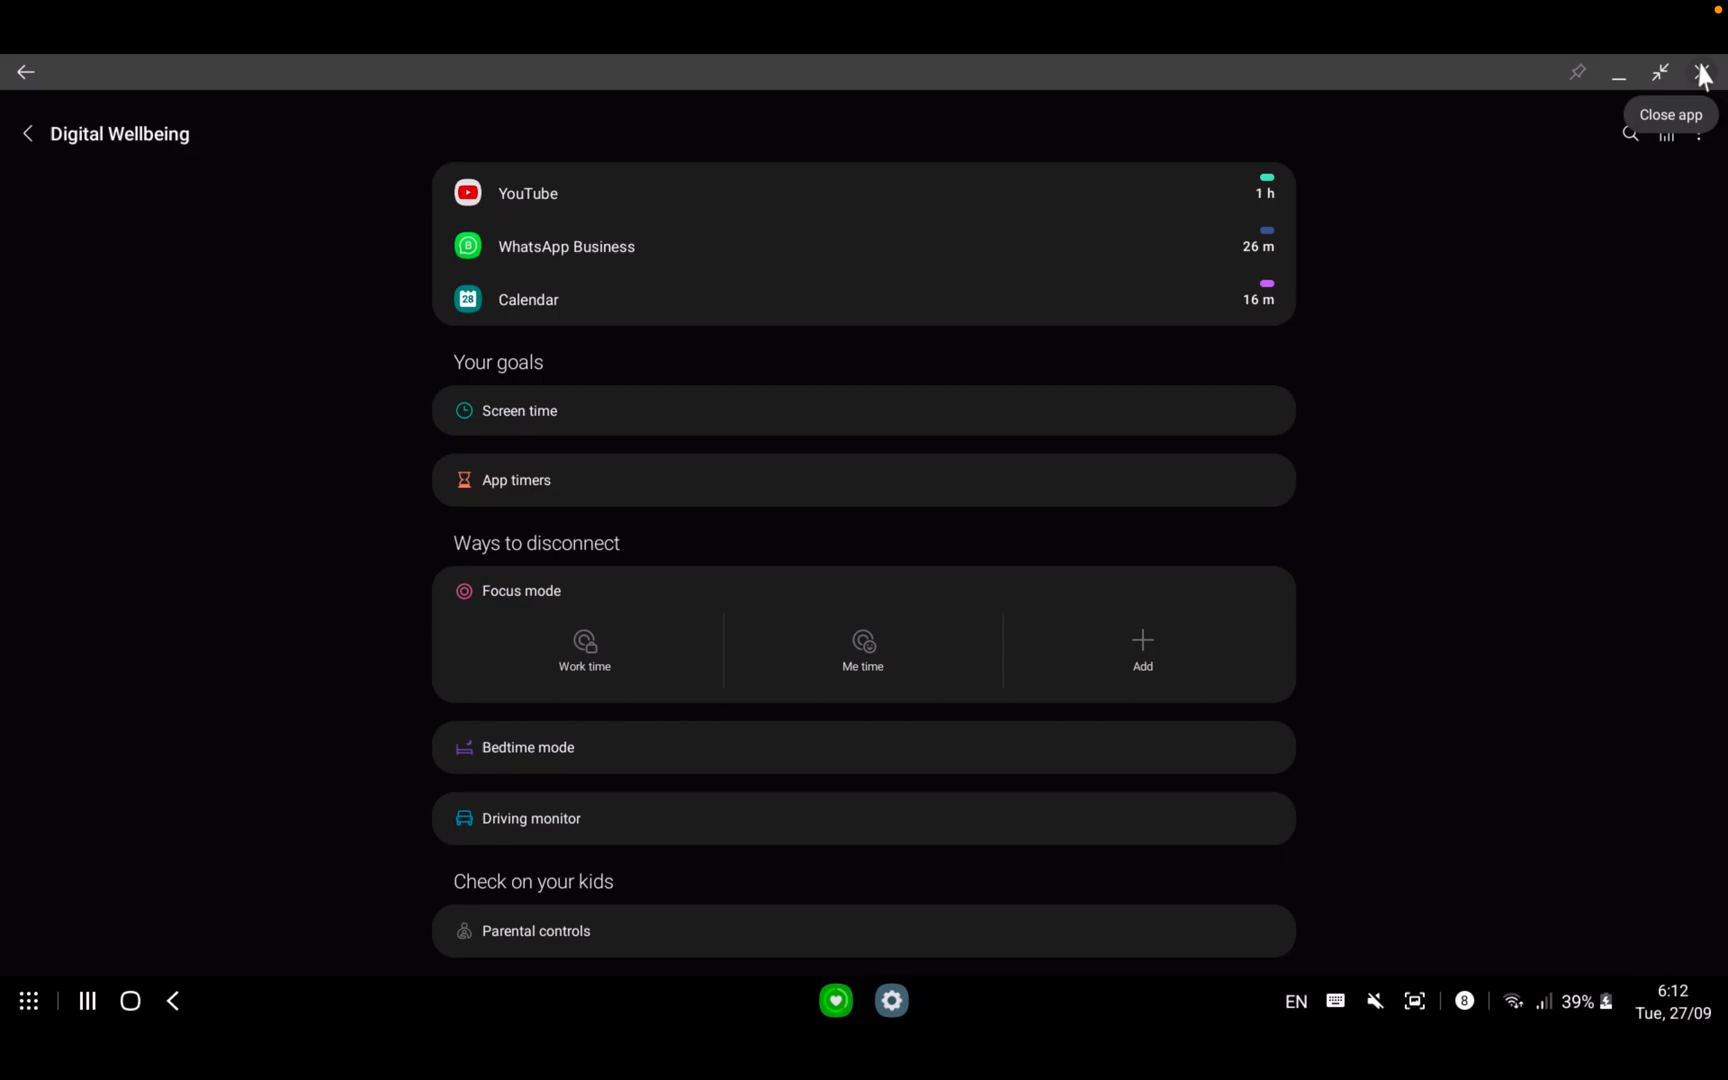 Close app
Digital Wellbeing
YouTube
1 h
WhatsApp Business
26 m
28
Calendar
16 m
Your goals
Screen time
App timers
Ways to disconnect
Focus mode
Work time
Me time
Add
Bedtime mode
Driving monitor
Check on your kids
Parental controls
EN
8
39%
6:12
Tue, 27/09